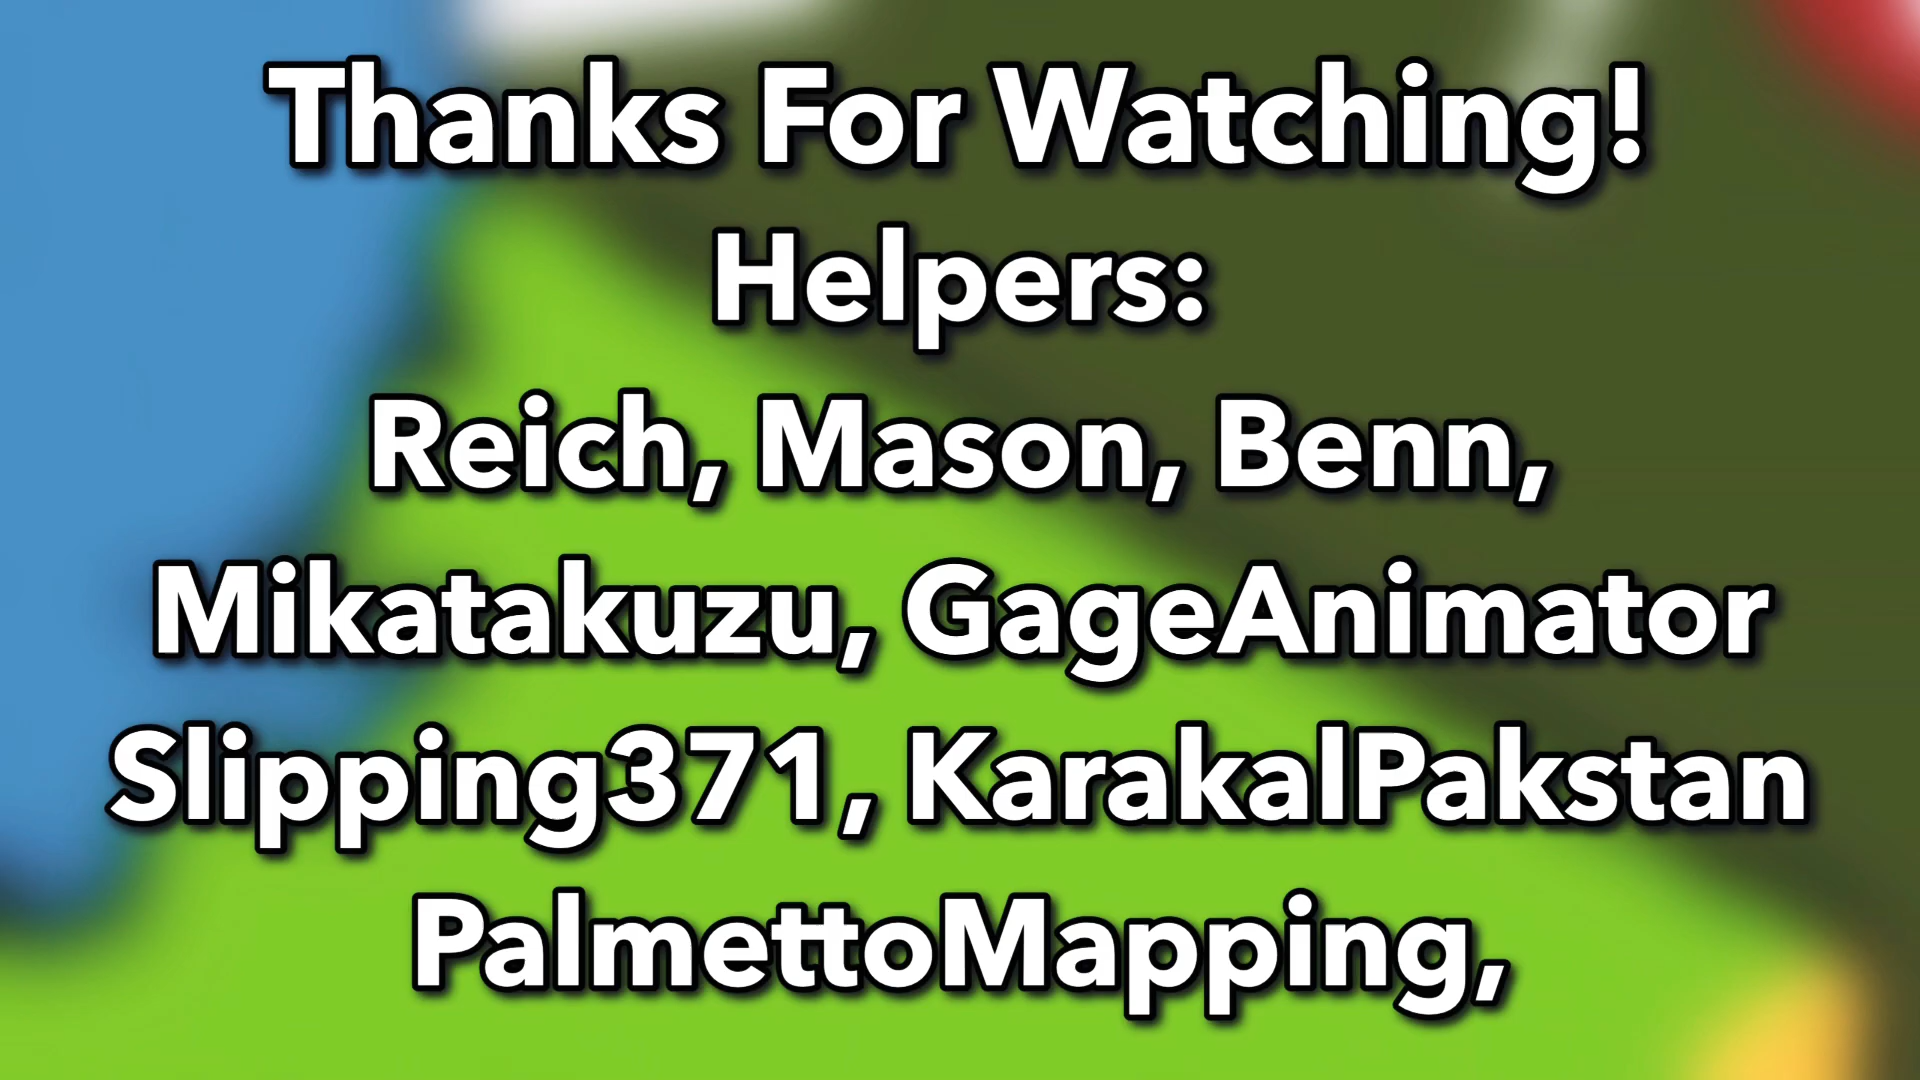 Thanks For Watching!
Helpers:
Reich, Mason, Benn,
Mikatakuzu, GageAnimator
Slipping371, KarakalPakstan
PalmettoMapping,